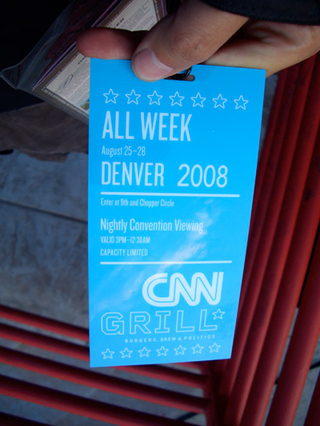 ALL WEEK
August 25-28
DENVER 2008
Enter at 9th and Chopper Circle
Nightly Convention Viewing
VALID 3PM-12:30AM
CAPACITY LIMITED
CNN
GRILL
BURGERS, BREW & POLITICS